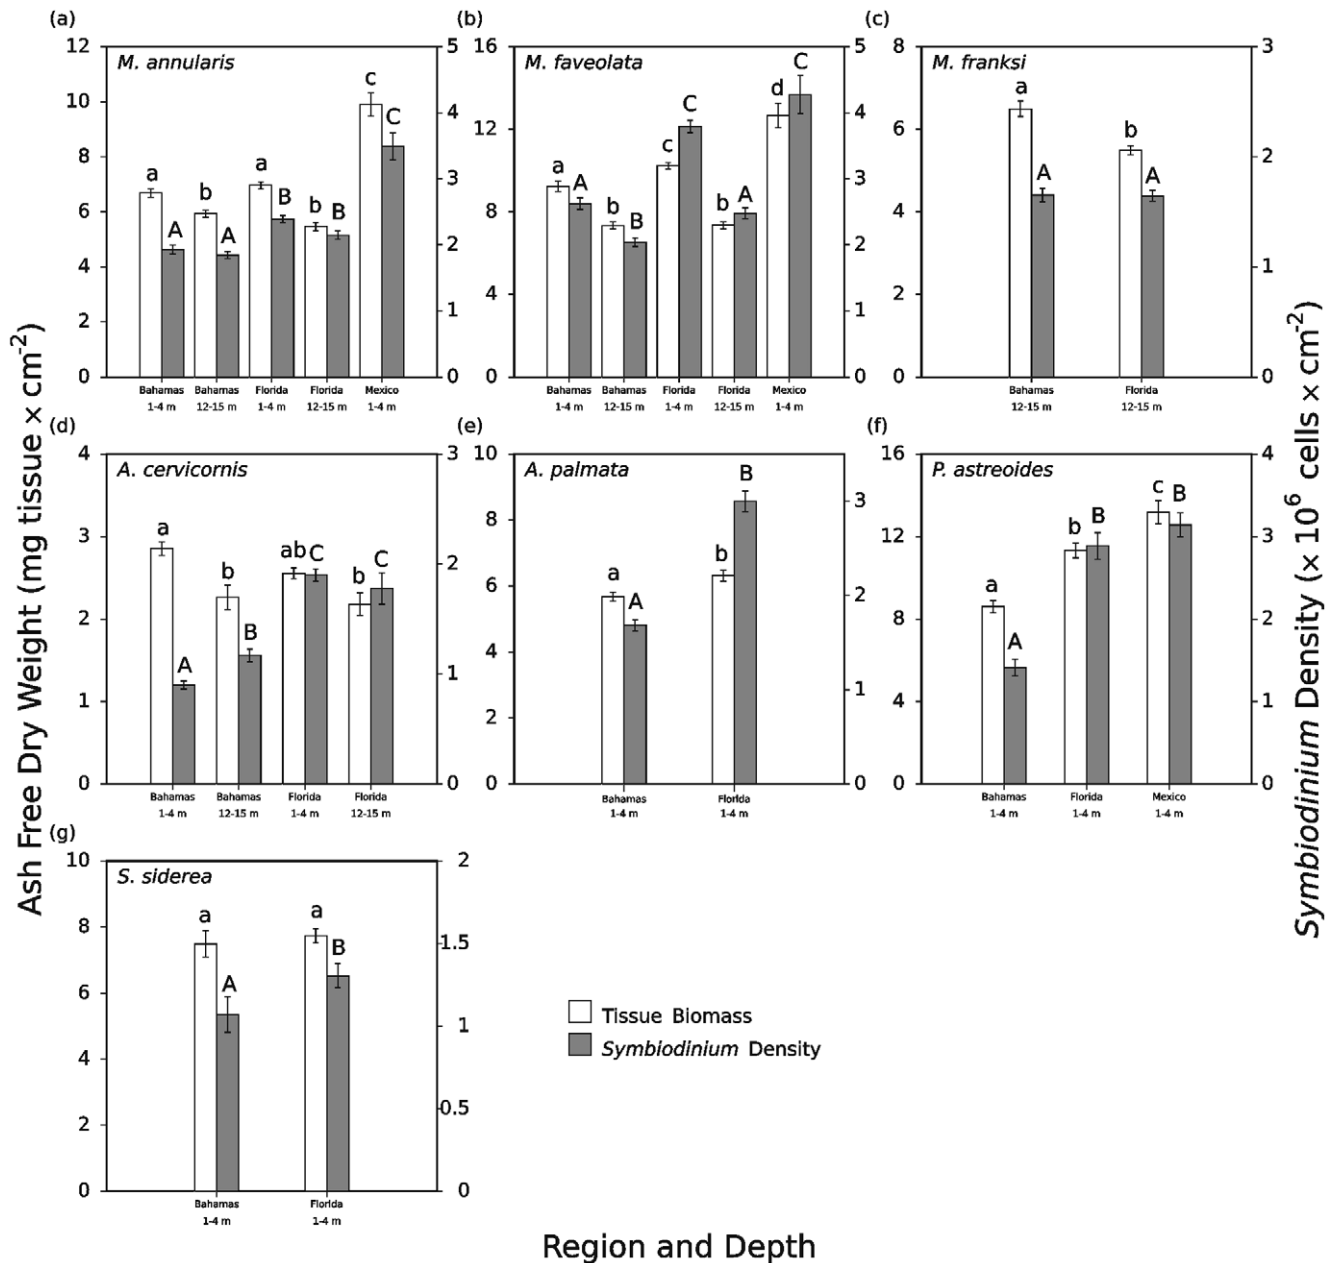 (a)
(b)
(c)
12
10
8
6
4
2
0
M. annularis
a
A
b
A
a
B
b
B
c
C
5
4
3
2
1
0
Bahamas
1-4 m
Bahamas
12-15 m
Florida
1-4 m
Florida
12-15 m
Mexico
1-4 m
16
12
8
4
0
M. faveolata
a
A
b
B
c
C
b
A
d
C
5
4
3
2
1
0
Bahamas
1-4 m
Bahamas
12-15 m
Florida
1-4 m
Florida
12-15 m
Mexico
1-4 m
8
6
4
2
0
M. franksi
a
A
b
A
3
2
1
0
Bahamas
12-15 m
Florida
12-15 m
(d)
(e)
(f)
4
3
2
1
0
A. cervicornis
a
A
b
B
ab
C
b
C
3
2
1
0
Bahamas
1-4 m
Bahamas
12-15 m
Florida
1-4 m
Florida
12-15 m
10
8
6
4
2
0
A. palmata
a
A
b
B
3
2
1
0
Bahamas
1-4 m
Florida
1-4 m
16
12
8
4
0
P. astreoides
a
A
b
B
c
B
4
3
2
1
0
Bahamas
1-4 m
Florida
1-4 m
Mexico
1-4 m
(g)
10
8
6
4
2
0
S. siderea
a
A
a
B
2
1.5
1
0.5
0
Bahamas
1-4 m
Florida
1-4 m
Tissue Biomass
Symbiodinium Density
Ash Free Dry Weight (mg tissue × cm⁻²)
Symbiodinium Density (× 10⁶ cells × cm⁻²)
Region and Depth